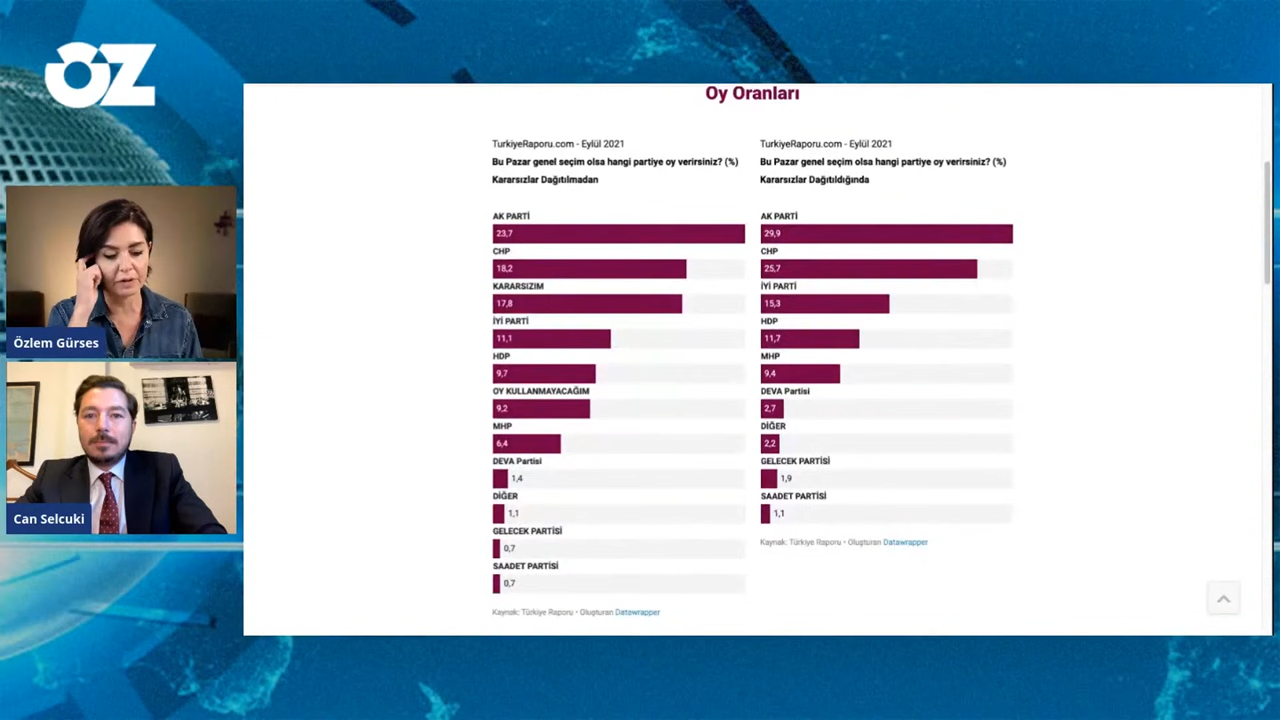 ÖZ
Oy Oranları
TurkiyeRaporu.com - Eylül 2021
Bu Pazar genel seçim olsa hangi partiye oy verirsiniz? (%)
Kararsızlar Dağıtılmadan
AK PARTİ
23,7
CHP
18,2
KARARSIZIM
17,8
İYİ PARTİ
11,1
HDP
9,7
OY KULLANMAYACAĞIM
9,2
MHP
6,4
DEVA Partisi
1,4
DİĞER
1,1
GELECEK PARTİSİ
0,7
SAADET PARTİSİ
0,7
Kaynak: Türkiye Raporu • Oluşturan Datawrapper
TurkiyeRaporu.com - Eylül 2021
Bu Pazar genel seçim olsa hangi partiye oy verirsiniz? (%)
Kararsızlar Dağıtıldığında
AK PARTİ
29,9
CHP
25,7
İYİ PARTİ
15,3
HDP
11,7
MHP
9,4
DEVA Partisi
2,7
DİĞER
2,2
GELECEK PARTİSİ
1,9
SAADET PARTİSİ
1,1
Kaynak: Türkiye Raporu • Oluşturan Datawrapper
Özlem Gürses
Can Selcuki